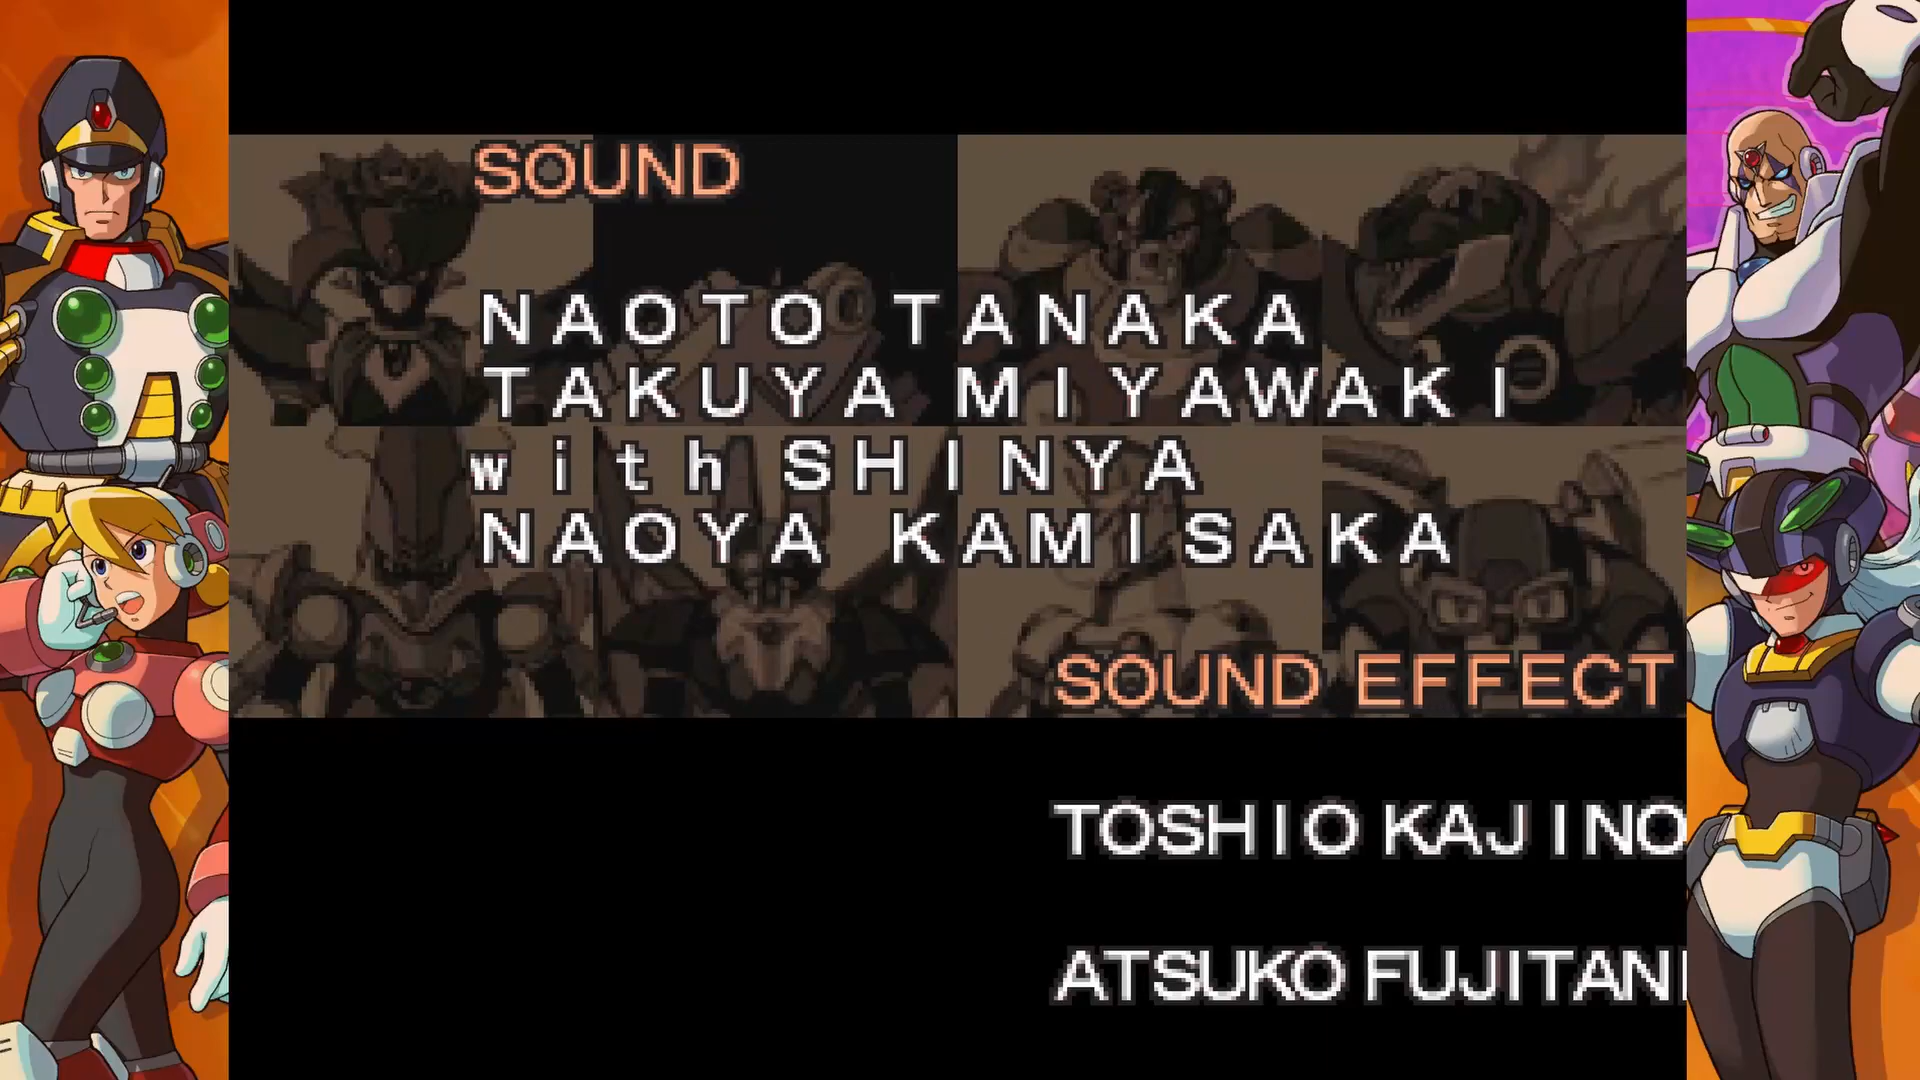 SOUND
NAOTO TANAKA
TAKUYA MIYAWAKI
with SHINYA
NAOYA KAMISAKA
SOUND EFFECT
TOSHIO KAJINO
ATSUKO FUJITANI